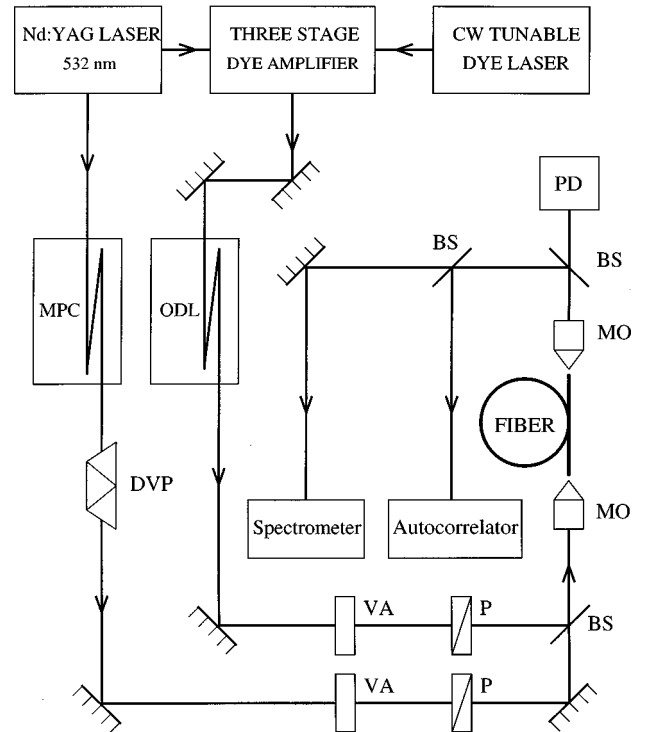 Nd:YAG LASER
532 nm
THREE STAGE
DYE AMPLIFIER
CW TUNABLE
DYE LASER
PD
BS
BS
MPC
ODL
MO
FIBER
DVP
MO
Spectrometer
Autocorrelator
VA
P
BS
VA
P